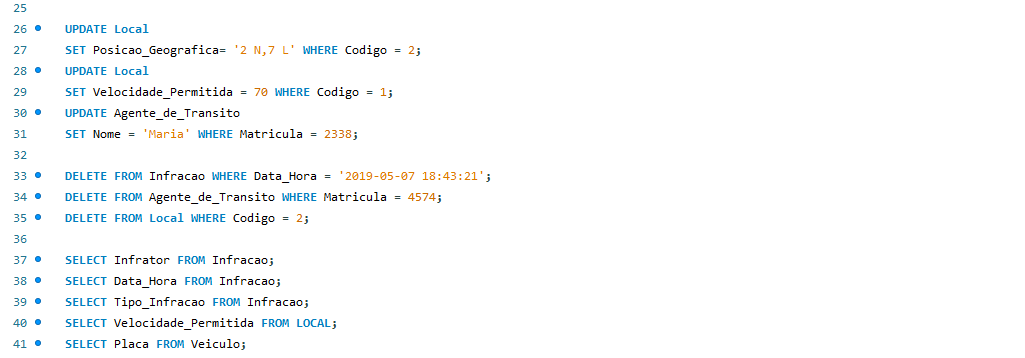 25
26 UPDATE Local
27 SET Posicao_Geografica= '2 N,7 L' WHERE Codigo = 2;
28 UPDATE Local
29 SET Velocidade_Permitida = 70 WHERE Codigo = 1;
30 UPDATE Agente_de_Transito
31 SET Nome = 'Maria' WHERE Matricula = 2338;
32
33 DELETE FROM Infracao WHERE Data_Hora = '2019-05-07 18:43:21';
34 DELETE FROM Agente_de_Transito WHERE Matricula = 4574;
35 DELETE FROM Local WHERE Codigo = 2;
36
37 SELECT Infrator FROM Infracao;
38 SELECT Data_Hora FROM Infracao;
39 SELECT Tipo_Infracao FROM Infracao;
40 SELECT Velocidade_Permitida FROM LOCAL;
41 SELECT Placa FROM Veiculo;